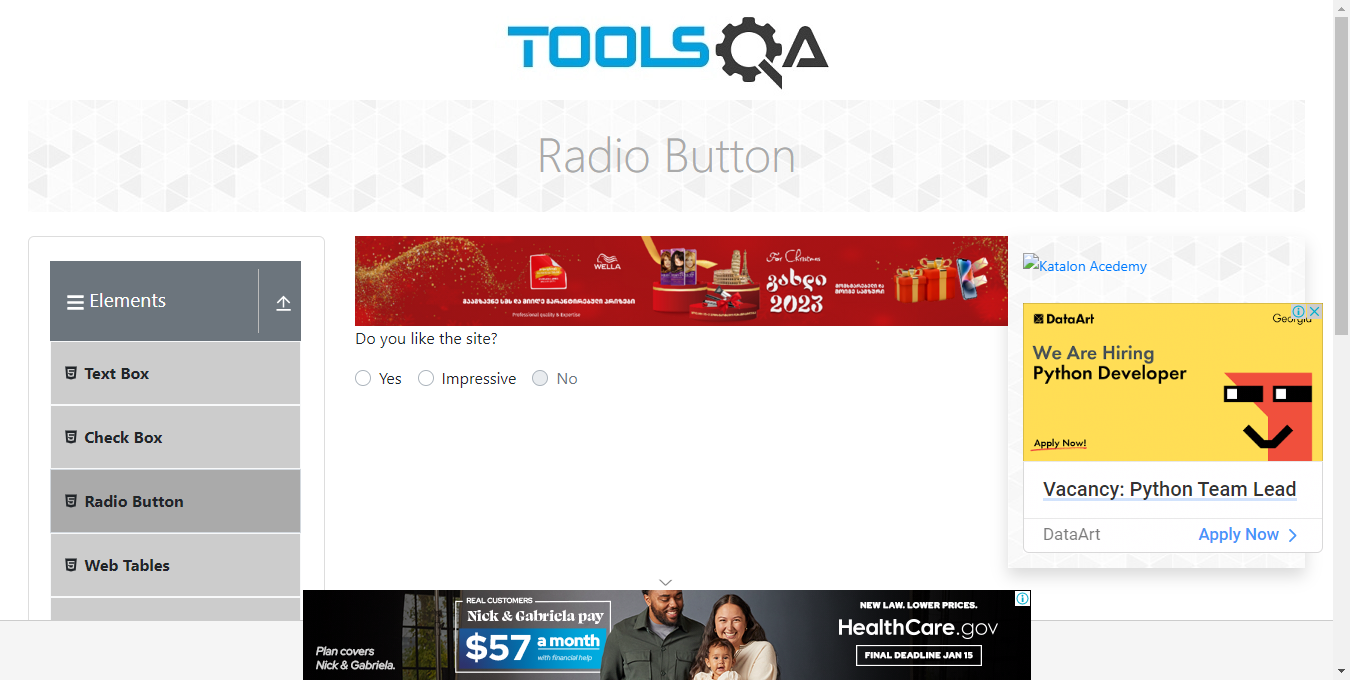 TOOLSQA
Radio Button
Elements
Text Box
Check Box
Radio Button
Web Tables
WELLA
For Christmas
გახდი
2023
Professional quality & Expertise
Do you like the site?
Yes
Impressive
No
Katalon Acedemy
DataArt
Georgia
We Are Hiring
Python Developer
Apply Now!
Vacancy: Python Team Lead
DataArt
Apply Now
Plan covers
Nick & Gabriela.
REAL CUSTOMERS
Nick & Gabriela pay
$57 a month
with financial help
NEW LAW. LOWER PRICES.
HealthCare.gov
FINAL DEADLINE JAN 15